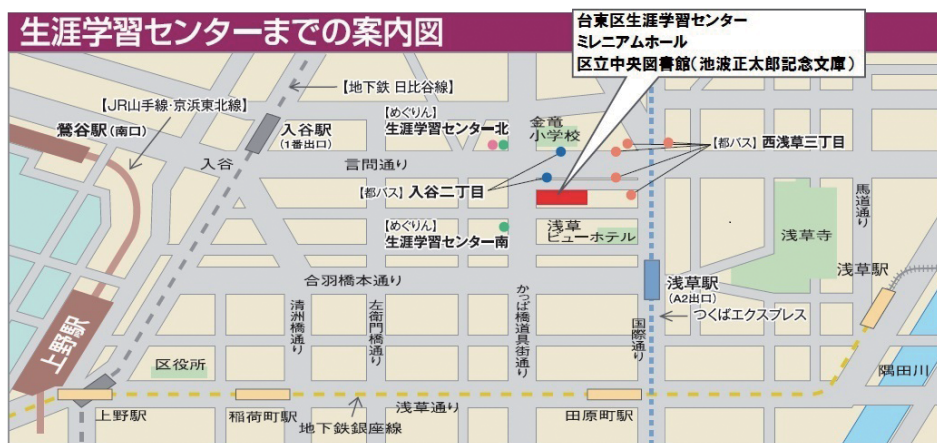 生涯学習センターまでの案内図
台東区生涯学習センター
ミレニアムホール
区立中央図書館(池波正太郎記念文庫)
【地下鉄 日比谷線】
【JR山手線・京浜東北線】
鶯谷駅(南口)
入谷駅
(1番出口)
【めぐりん】
生涯学習センター北
金竜
小学校
【都バス】西浅草三丁目
入谷
言問通り
【都バス】入谷二丁目
馬道通り
【めぐりん】
生涯学習センター南
浅草
ビューホテル
浅草寺
合羽橋本通り
浅草駅
(A2出口)
浅草駅
つくばエクスプレス
清洲橋通り
左衛門橋通り
かっぱ橋道具街通り
国際通り
上野駅
区役所
隅田川
上野駅
稲荷町駅
浅草通り
田原町駅
地下鉄銀座線